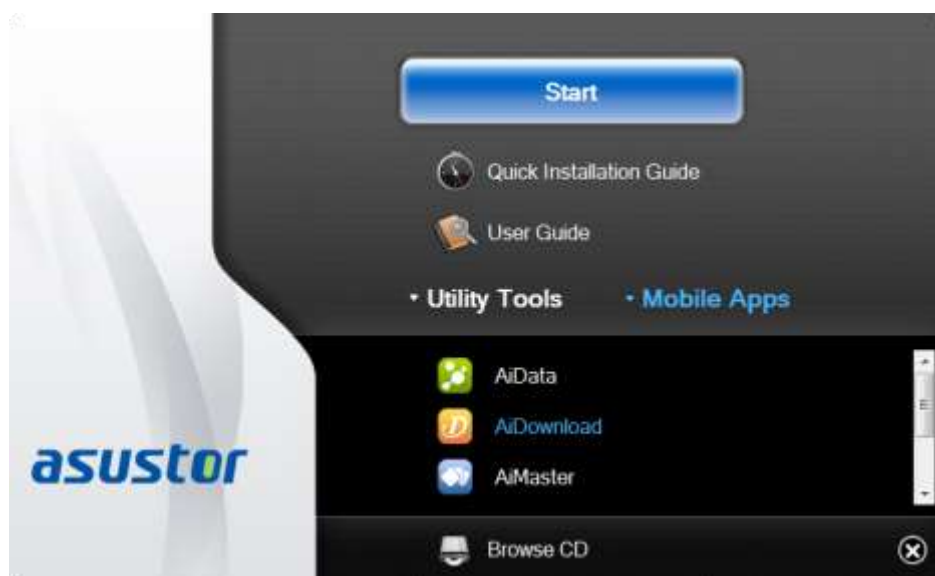 Start
Quick Installation Guide
User Guide
Utility Tools
Mobile Apps
AiData
AiDownload
AiMaster
asustor
Browse CD